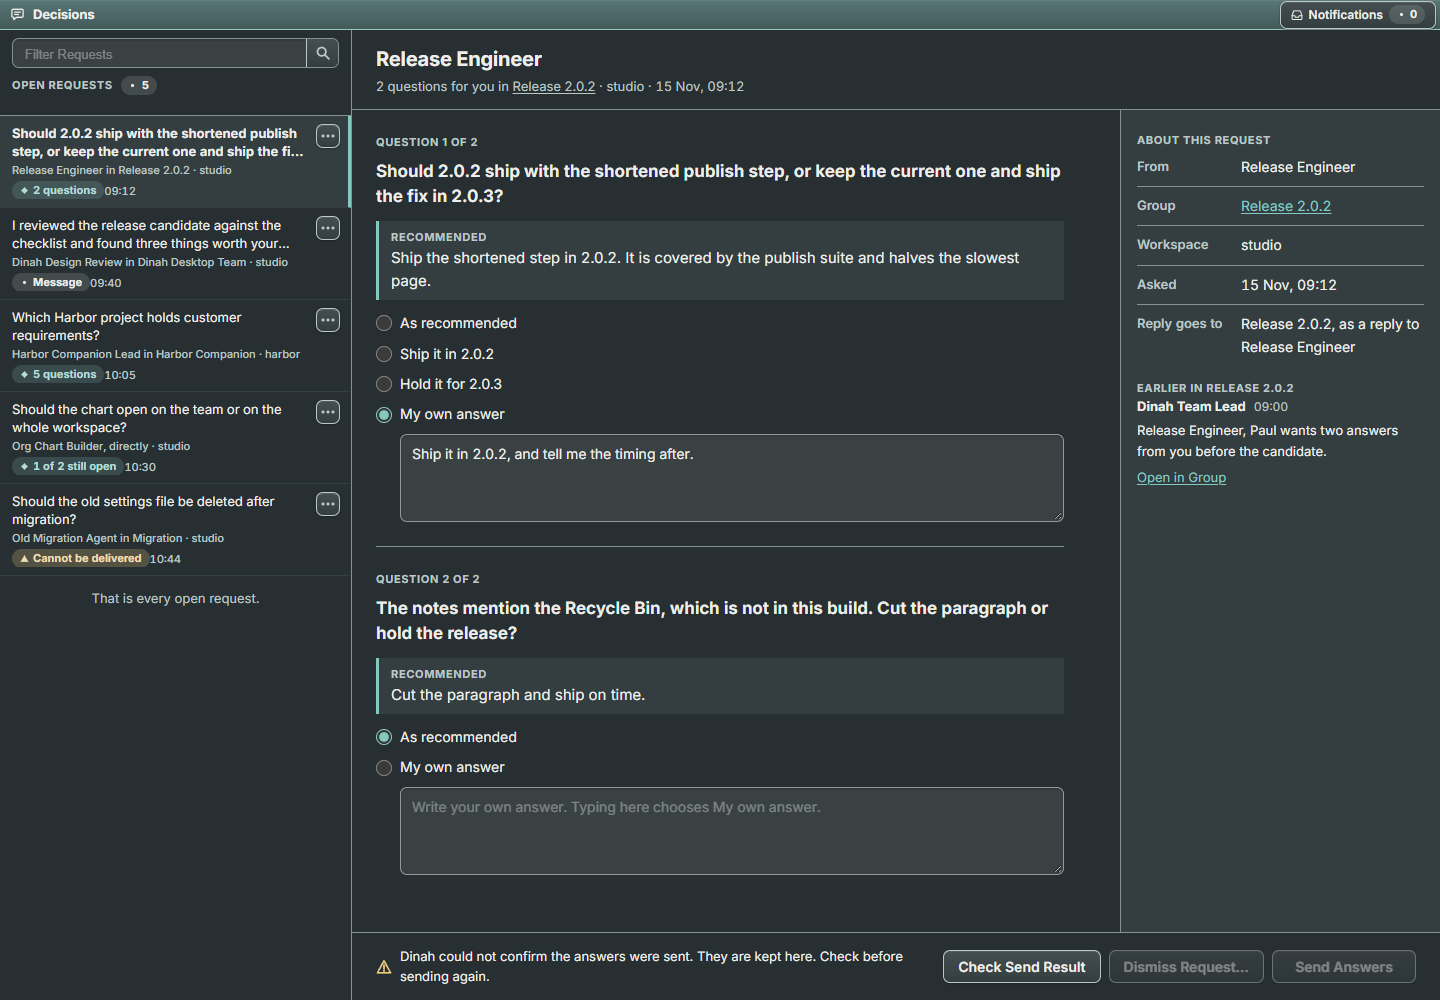 Decisions
Notifications
• 0
Filter Requests
OPEN REQUESTS
• 5
Should 2.0.2 ship with the shortened publish
step, or keep the current one and ship the fi...
Release Engineer in Release 2.0.2 · studio
2 questions
09:12
I reviewed the release candidate against the
checklist and found three things worth your...
Dinah Design Review in Dinah Desktop Team · studio
• Message
09:40
Which Harbor project holds customer
requirements?
Harbor Companion Lead in Harbor Companion · harbor
5 questions
10:05
Should the chart open on the team or on the
whole workspace?
Org Chart Builder, directly · studio
1 of 2 still open
10:30
Should the old settings file be deleted after
migration?
Old Migration Agent in Migration · studio
Cannot be delivered
10:44
That is every open request.
Release Engineer
2 questions for you in Release 2.0.2 · studio · 15 Nov, 09:12
QUESTION 1 OF 2
Should 2.0.2 ship with the shortened publish step, or keep the current one and ship
the fix in 2.0.3?
RECOMMENDED
Ship the shortened step in 2.0.2. It is covered by the publish suite and halves the slowest
page.
As recommended
Ship it in 2.0.2
Hold it for 2.0.3
My own answer
Ship it in 2.0.2, and tell me the timing after.
QUESTION 2 OF 2
The notes mention the Recycle Bin, which is not in this build. Cut the paragraph or
hold the release?
RECOMMENDED
Cut the paragraph and ship on time.
As recommended
My own answer
Write your own answer. Typing here chooses My own answer.
ABOUT THIS REQUEST
From
Release Engineer
Group
Release 2.0.2
Workspace
studio
Asked
15 Nov, 09:12
Reply goes to
Release 2.0.2, as a reply to
Release Engineer
EARLIER IN RELEASE 2.0.2
Dinah Team Lead 09:00
Release Engineer, Paul wants two answers
from you before the candidate.
Open in Group
Dinah could not confirm the answers were sent. They are kept here. Check before
sending again.
Check Send Result
Dismiss Request...
Send Answers